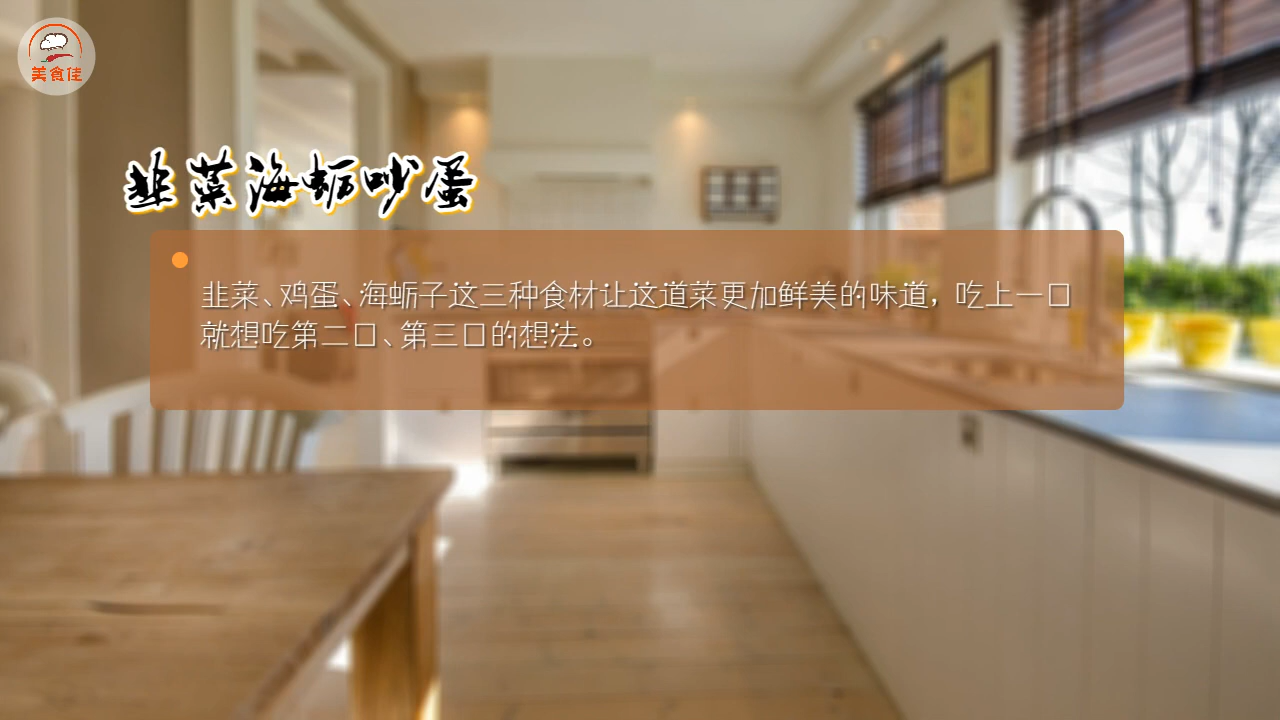 美食佳
韭菜海蛎炒蛋
韭菜、鸡蛋、海蛎子这三种食材让这道菜更加鲜美的味道，吃上一口
就想吃第二口、第三口的想法。